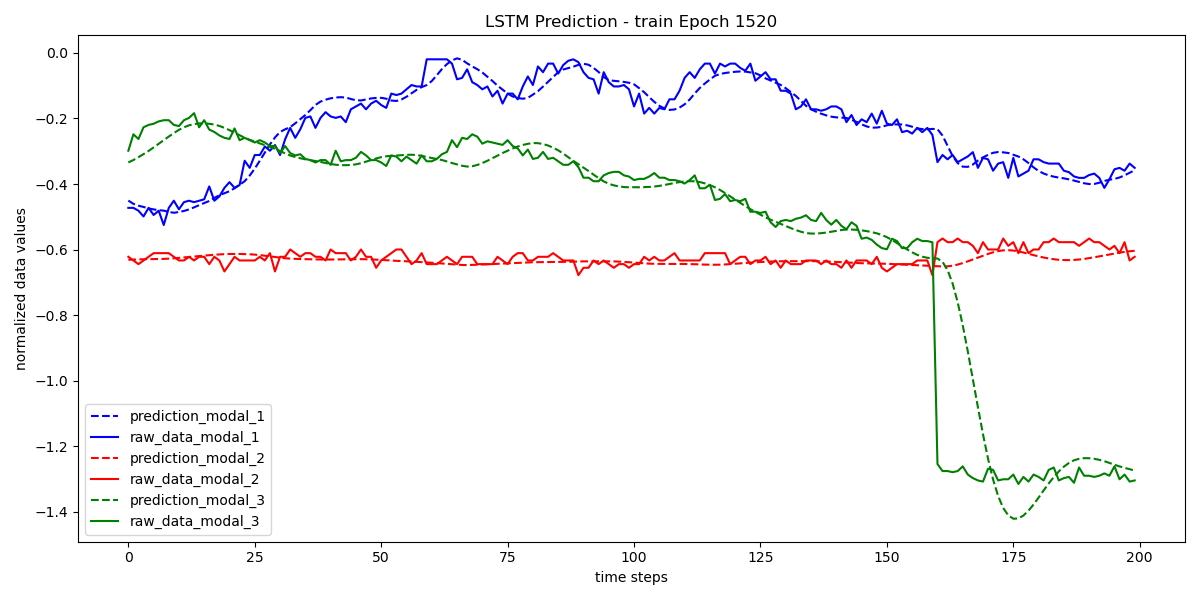 LSTM Prediction - train Epoch 1520
normalized data values
0.0
−0.2
−0.4
−0.6
−0.8
−1.0
−1.2
−1.4
prediction_modal_1
raw_data_modal_1
prediction_modal_2
raw_data_modal_2
prediction_modal_3
raw_data_modal_3
0 25 50 75 100 125 150 175 200
time steps